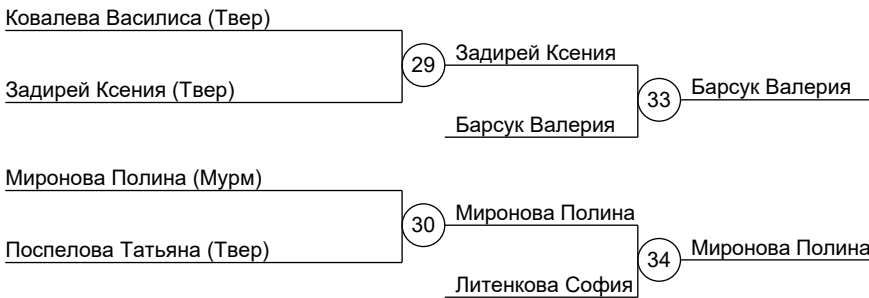 Ковалева Василиса (Твер)
29
Задирей Ксения
Задирей Ксения (Твер)
33
Барсук Валерия
Барсук Валерия
Миронова Полина (Мурм)
30
Миронова Полина
Поспелова Татьяна (Твер)
34
Миронова Полина
Литенкова София